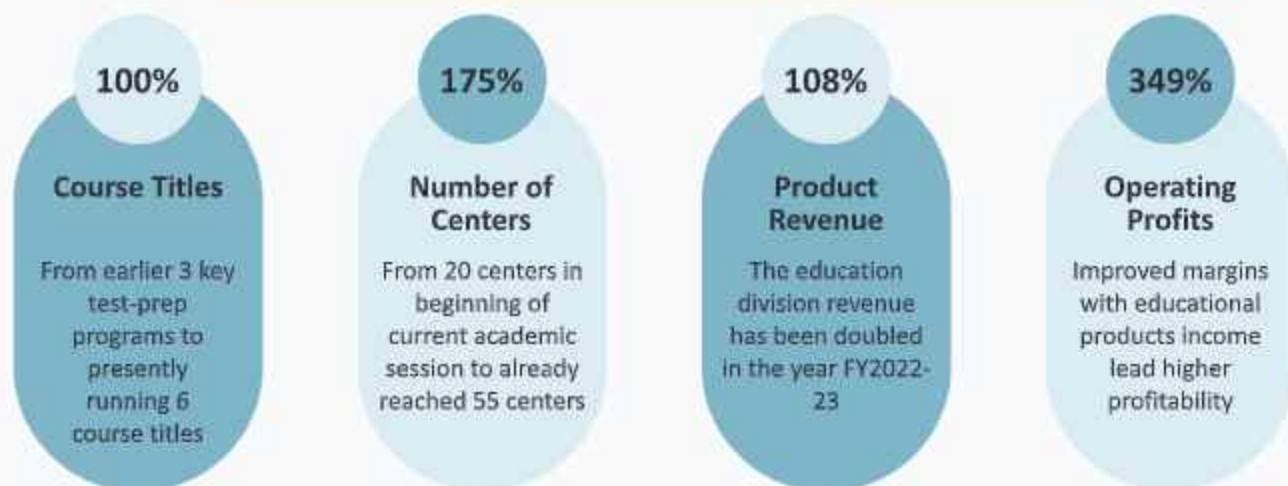 100%
Course Titles
From earlier 3 key
test-prep
programs to
presently
running 6
course titles
175%
Number of
Centers
From 20 centers in
beginning of
current academic
session to already
reached 55 centers
108%
Product
Revenue
The education
division revenue
has been doubled
in the year FY2022-
23
349%
Operating
Profits
Improved margins
with educational
products income
lead higher
profitability